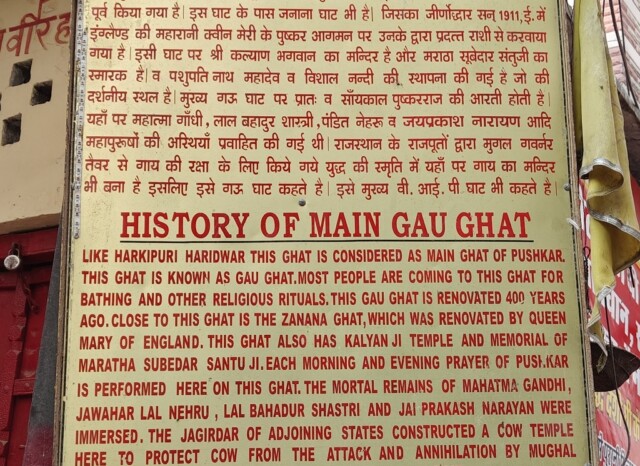 वीरह
पूर्व किया गया है| इस घाट के पास जनाना घाट भी है| जिसका जीर्णोद्धार सन् 1911, ई. में
इंग्लेण्ड की महारानी क्वीन मेरी के पुष्कर आगमन पर उनके द्वारा प्रदत्त राशी से करवाया
गया है| इसी घाट पर श्री कल्याण भगवान का मन्दिर है और मराठा सूबेदार संतुजी का
स्मारक है| व पशुपति नाथ महादेव व विशाल नन्दी की स्थापना की गई है जो की
दर्शनीय स्थल है| मुख्य गऊ घाट पर प्रातः व साँयकाल पुष्करराज की आरती होती है|
यहाँ पर महात्मा गाँधी, लाल बहादुर शास्त्री, पंडित नेहरू व जयप्रकाश नारायण आदि
महापुरूषों की अस्थियाँ प्रवाहित की गई थी| राजस्थान के राजपूतों द्वारा मुगल गवर्नर
तैवर से गाय की रक्षा के लिए किये गये युद्ध की स्मृति में यहाँ पर गाय का मन्दिर
भी बना है इसलिए इसे गऊ घाट कहते है| इसे मुख्य वी. आई. पी घाट भी कहते है|
HISTORY OF MAIN GAU GHAT
LIKE HARKIPURI HARIDWAR THIS GHAT IS CONSIDERED AS MAIN GHAT OF PUSHKAR.
THIS GHAT IS KNOWN AS GAU GHAT.MOST PEOPLE ARE COMING TO THIS GHAT FOR
BATHING AND OTHER RELIGIOUS RITUALS.THIS GAU GHAT IS RENOVATED 400 YEARS
AGO. CLOSE TO THIS GHAT IS THE ZANANA GHAT,WHICH WAS RENOVATED BY QUEEN
MARY OF ENGLAND. THIS GHAT ALSO HAS KALYAN JI TEMPLE AND MEMORIAL OF
MARATHA SUBEDAR SANTU JI.EACH MORNING AND EVENING PRAYER OF PUSHKAR
IS PERFORMED HERE ON THIS GHAT. THE MORTAL REMAINS OF MAHATMA GANDHI,
JAWAHAR LAL NEHRU , LAL BAHADUR SHASTRI AND JAI PRAKASH NARAYAN WERE
IMMERSED. THE JAGIRDAR OF ADJOINING STATES CONSTRUCTED A COW TEMPLE
HERE TO PROTECT COW FROM THE ATTACK AND ANNIHILATION BY MUGHAL